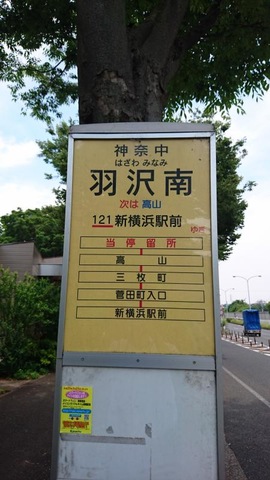 神奈中
はざわ みなみ
羽沢南
次は 高山
121 新横浜駅前 ゆき
当停留所
高山
三枚町
菅田町入口
新横浜駅前